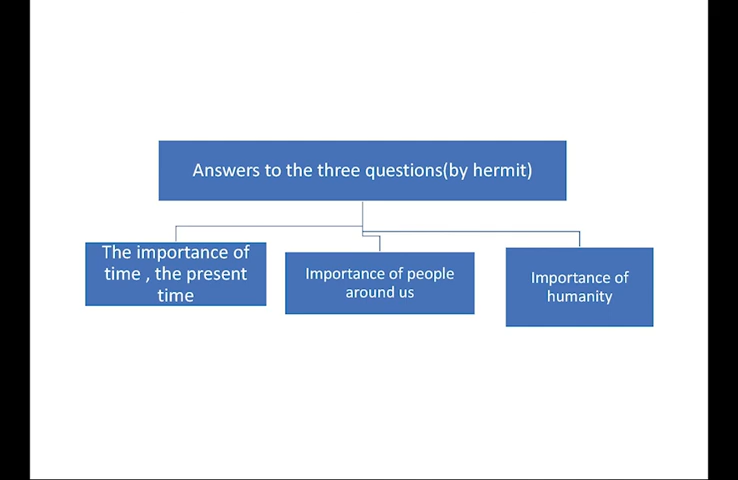 Answers to the three questions(by hermit)
The importance of
time , the present
time
Importance of people
around us
Importance of
humanity